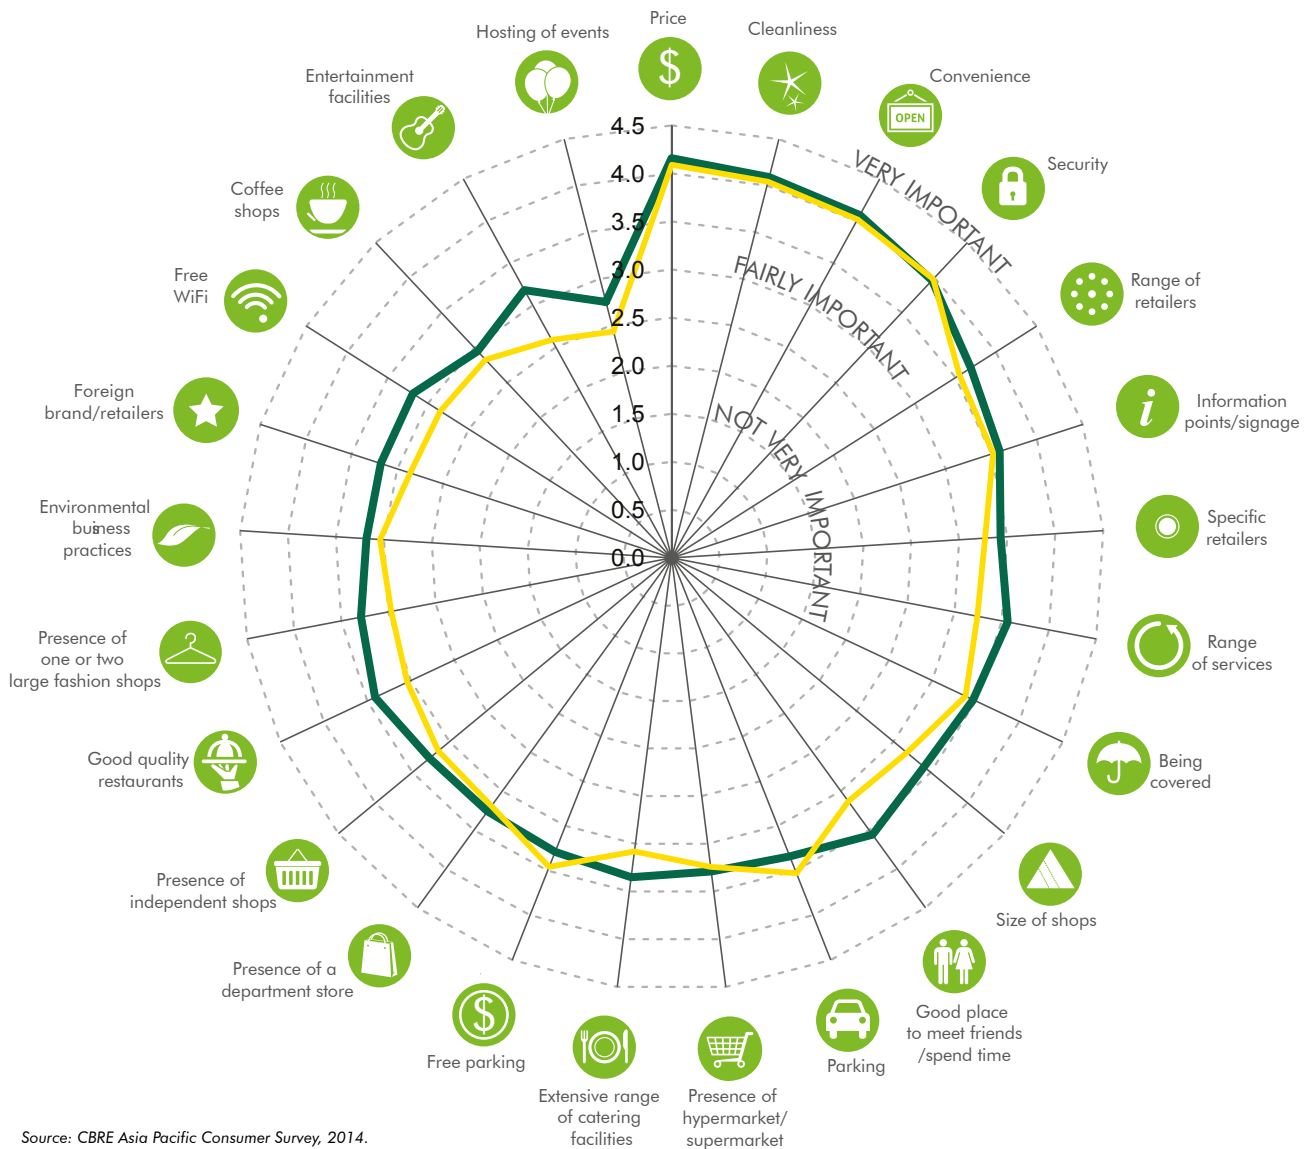 Price
Cleanliness
Hosting of events
Convenience
OPEN
Entertainment
facilities
Security
Coffee
shops
Range of
retailers
Free
WiFi
Information
points/signage
Foreign
brand/retailers
Specific
retailers
Environmental
business
practices
Range
of services
Presence of
one or two
large fashion shops
Being
covered
Good quality
restaurants
Size of shops
Presence of
independent shops
Good place
to meet friends
/spend time
Presence of a
department store
Parking
Free parking
Extensive range
of catering
facilities
Presence of
hypermarket/
supermarket
4.5
4.0
3.5
3.0
2.5
2.0
1.5
1.0
0.5
0.0
VERY IMPORTANT
FAIRLY IMPORTANT
NOT VERY IMPORTANT
$
i
$
Source: CBRE Asia Pacific Consumer Survey, 2014.